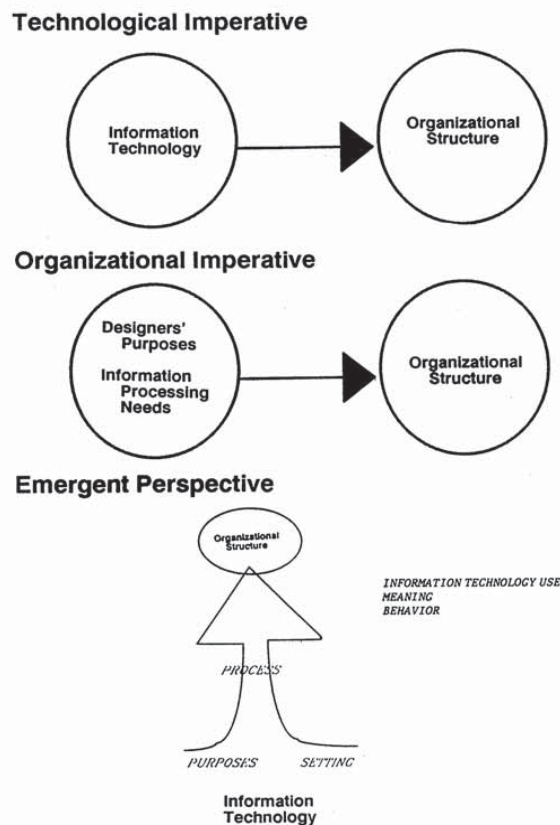 Technological Imperative
Information
Technology
Organizational
Structure
Organizational Imperative
Designers'
Purposes
Information
Processing
Needs
Organizational
Structure
Emergent Perspective
Organizational
Structure
INFORMATION TECHNOLOGY USE
MEANING
BEHAVIOR
PROCESS
PURPOSES
SETTING
Information
Technology